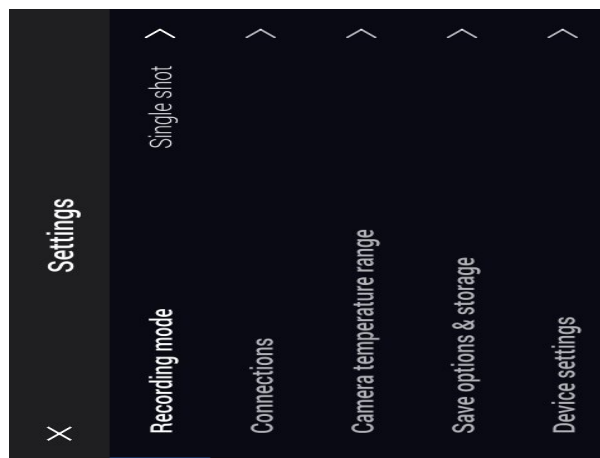 X Settings
Recording mode Single shot >
Connections >
Camera temperature range >
Save options & storage >
Device settings >